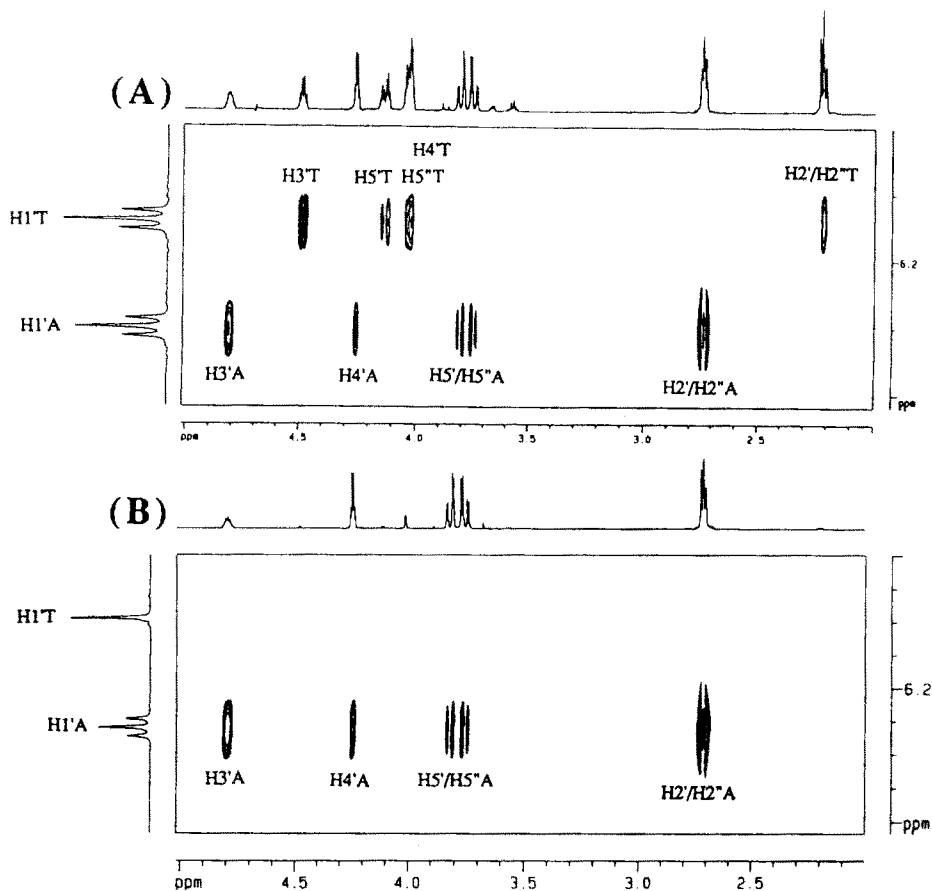 (A)
H4'T
H3'T H5'T H5"T H2'/H2"T
H1'T
6.2
H1'A
H3'A H4'A H5'/H5"A H2'/H2"A
ppm
ppm 4.5 4.0 3.5 3.0 2.5
(B)
H1'T
6.2
H1'A
H3'A H4'A H5'/H5"A H2'/H2"A
ppm
ppm 4.5 4.0 3.5 3.0 2.5